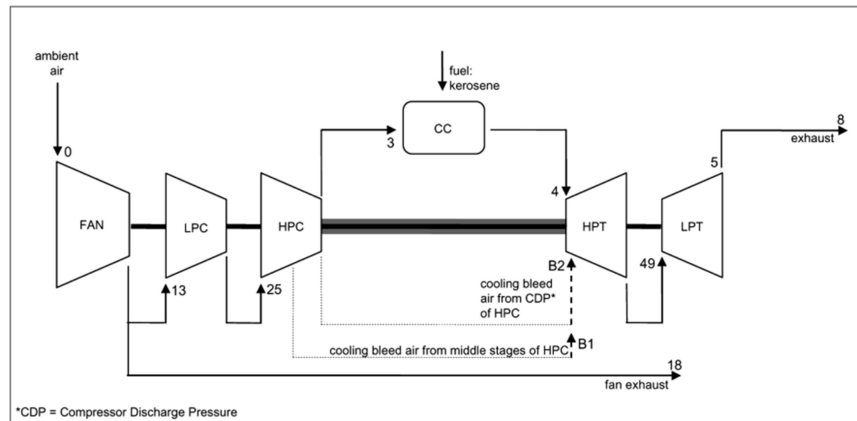 ambient
air
0
FAN
13
LPC
25
HPC
3
fuel:
kerosene
CC
4
HPT
49
LPT
5
8
exhaust
B2
cooling bleed
air from CDP*
of HPC
B1
cooling bleed air from middle stages of HPC
18
fan exhaust
*CDP = Compressor Discharge Pressure